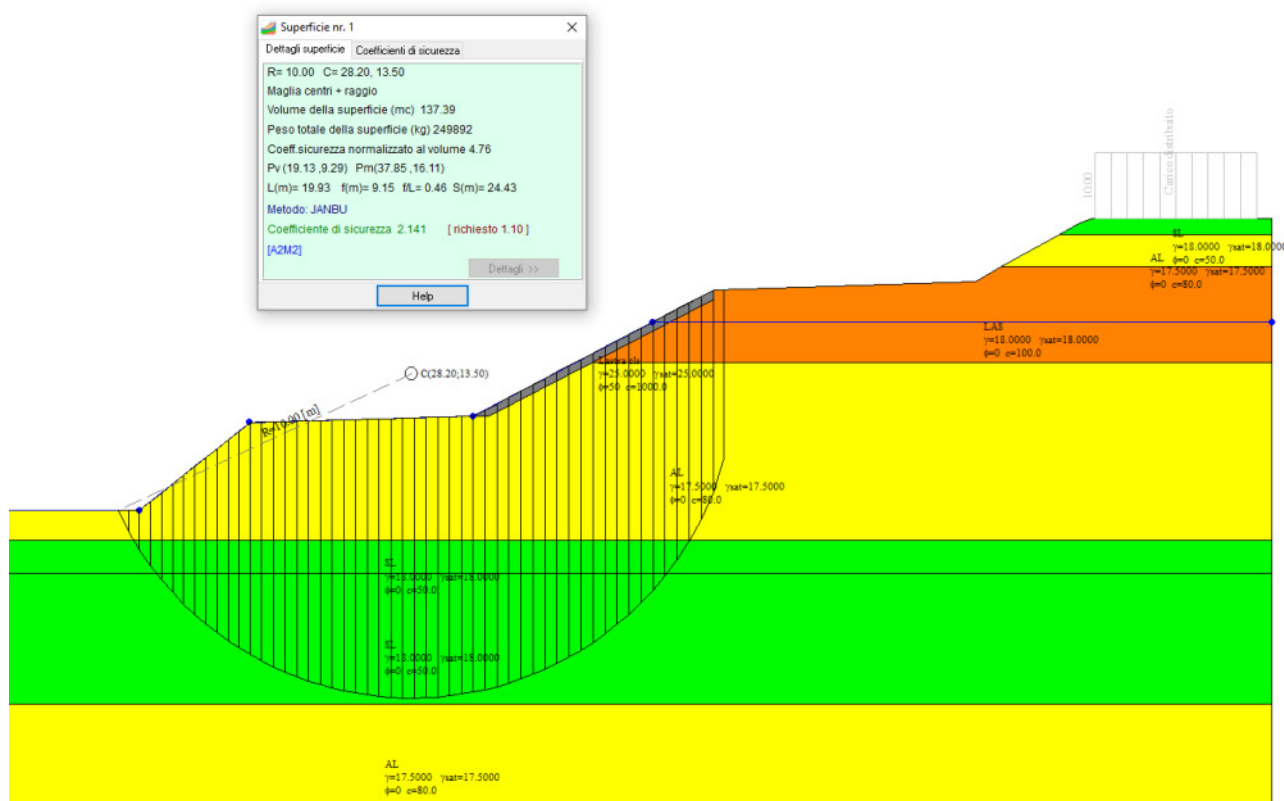 Superficie nr. 1
Dettagli superficie Coefficienti di sicurezza
R= 10.00 C= 28.20, 13.50
Maglia centri + raggio
Volume della superficie (mc) 137.39
Peso totale della superficie (kg) 249892
Coeff.sicurezza normalizzato al volume 4.76
Pv (19.13 ,9.29) Pm(37.85 ,16.11)
L(m)= 19.93 f(m)= 9.15 f/L= 0.46 S(m)= 24.43
Metodo: JANBU
Coefficiente di sicurezza 2.141 [ richiesto 1.10 ]
[A2M2]
Dettagli >>
Help
10.00
Carico distribuito
SL
γ=18.0000 γsat=18.0000
ϕ=0 c=50.0
AL
γ=17.5000 γsat=17.5000
ϕ=0 c=80.0
LAS
γ=18.0000 γsat=18.0000
ϕ=0 c=100.0
Lastra cls
γ=25.0000 γsat=25.0000
ϕ=50 c=1000.0
C(28.20;13.50)
R=10.00 [m]
AL
γ=17.5000 γsat=17.5000
ϕ=0 c=80.0
SL
γ=18.0000 γsat=18.0000
ϕ=0 c=50.0
SL
γ=18.0000 γsat=18.0000
ϕ=0 c=50.0
AL
γ=17.5000 γsat=17.5000
ϕ=0 c=80.0